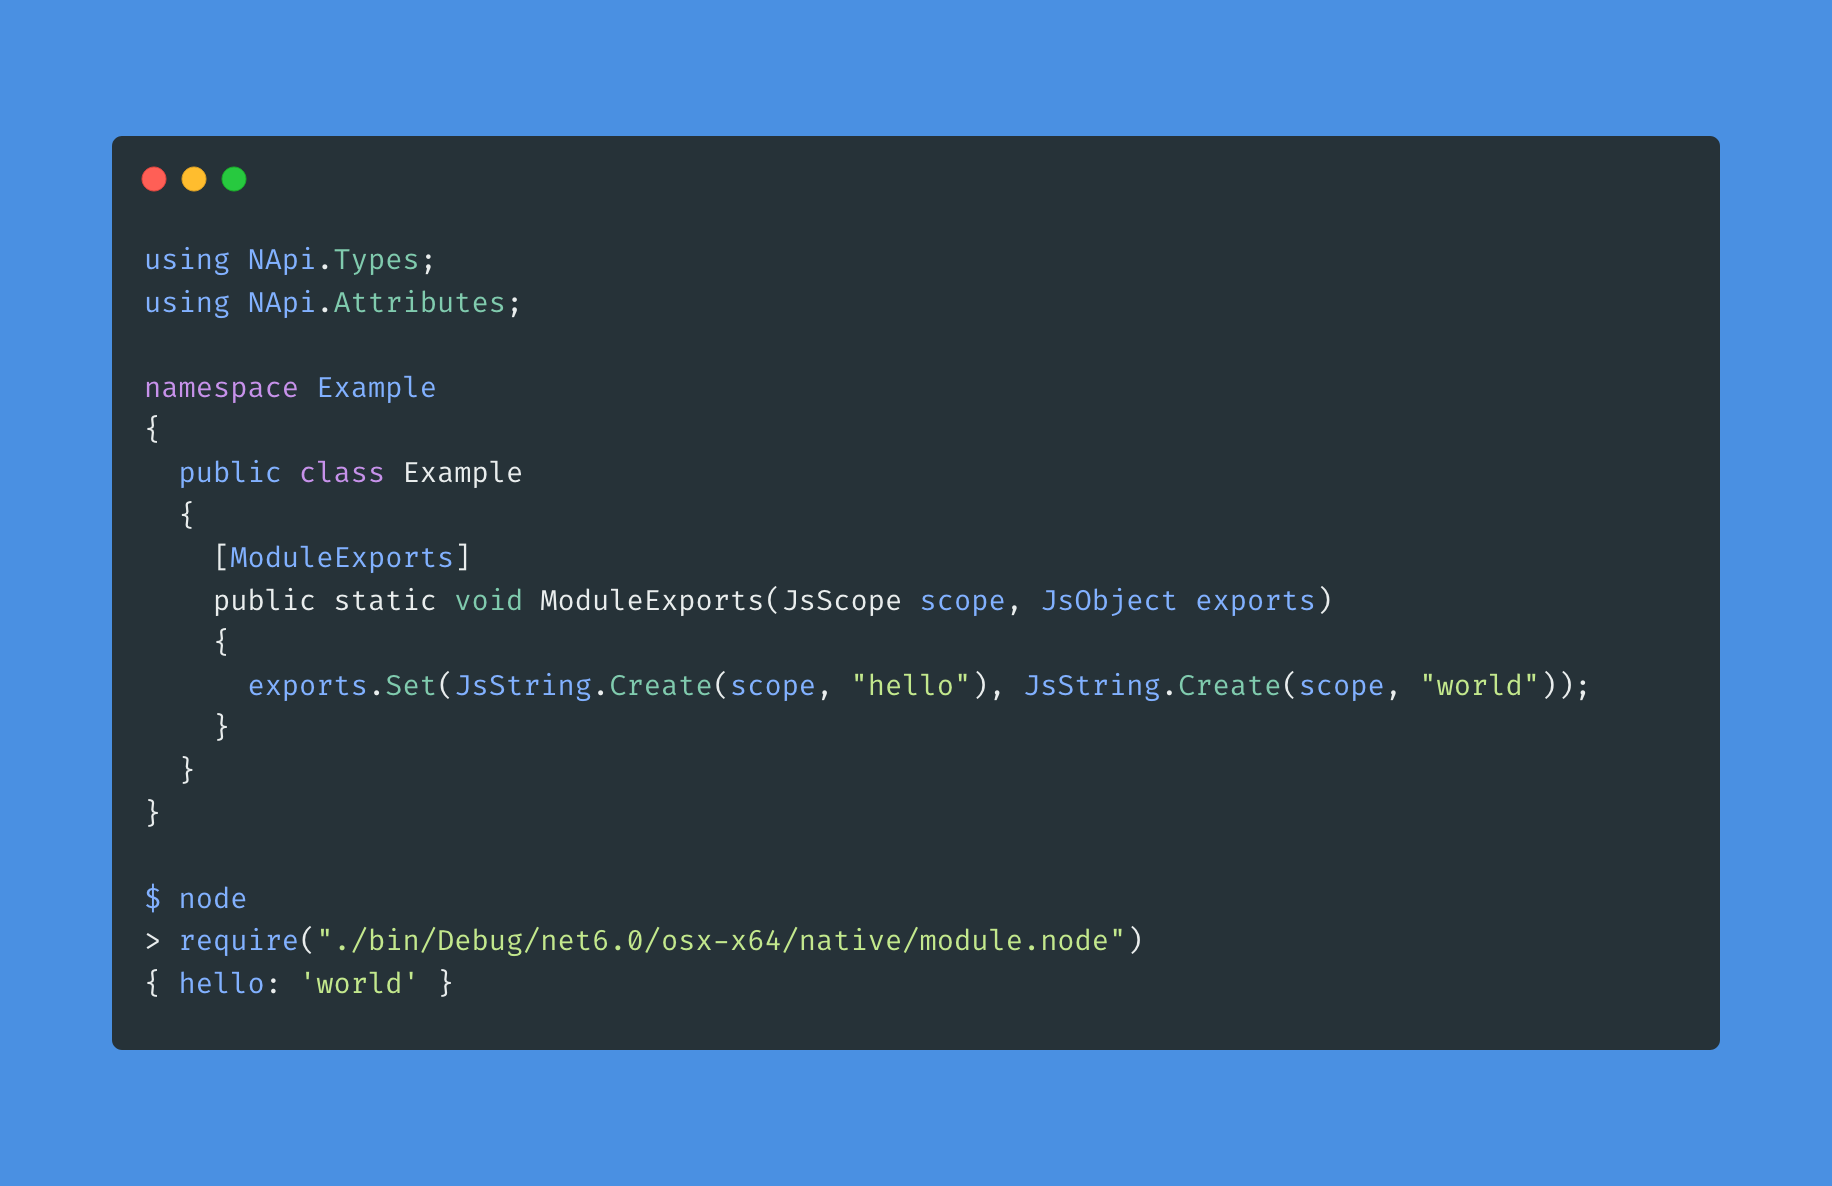 using NApi.Types;
using NApi.Attributes;

namespace Example
{
  public class Example
  {
    [ModuleExports]
    public static void ModuleExports(JsScope scope, JsObject exports)
    {
      exports.Set(JsString.Create(scope, "hello"), JsString.Create(scope, "world"));
    }
  }
}

$ node
> require("./bin/Debug/net6.0/osx-x64/native/module.node")
{ hello: 'world' }